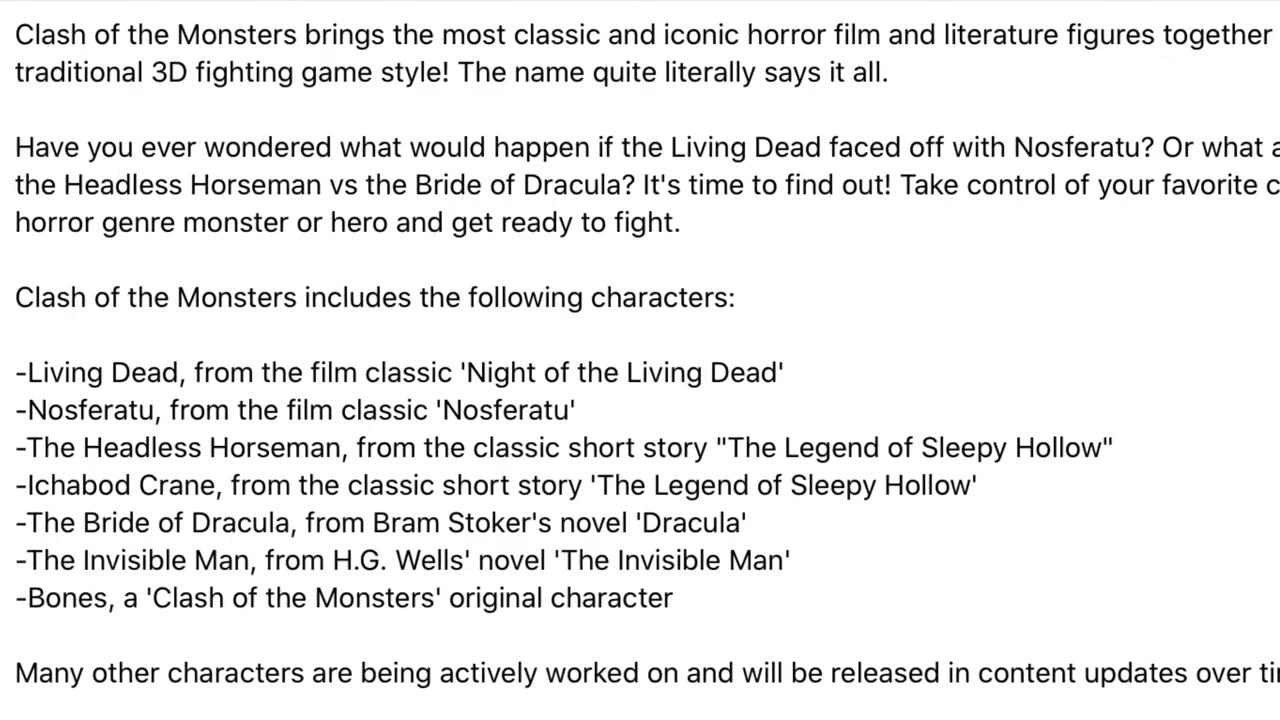 Clash of the Monsters brings the most classic and iconic horror film and literature figures together
traditional 3D fighting game style! The name quite literally says it all.
Have you ever wondered what would happen if the Living Dead faced off with Nosferatu? Or what
the Headless Horseman vs the Bride of Dracula? It's time to find out! Take control of your favorite
horror genre monster or hero and get ready to fight.
Clash of the Monsters includes the following characters:
-Living Dead, from the film classic 'Night of the Living Dead'
-Nosferatu, from the film classic 'Nosferatu'
-The Headless Horseman, from the classic short story "The Legend of Sleepy Hollow"
-Ichabod Crane, from the classic short story 'The Legend of Sleepy Hollow'
-The Bride of Dracula, from Bram Stoker's novel 'Dracula'
-The Invisible Man, from H.G. Wells' novel 'The Invisible Man'
-Bones, a 'Clash of the Monsters' original character
Many other characters are being actively worked on and will be released in content updates over